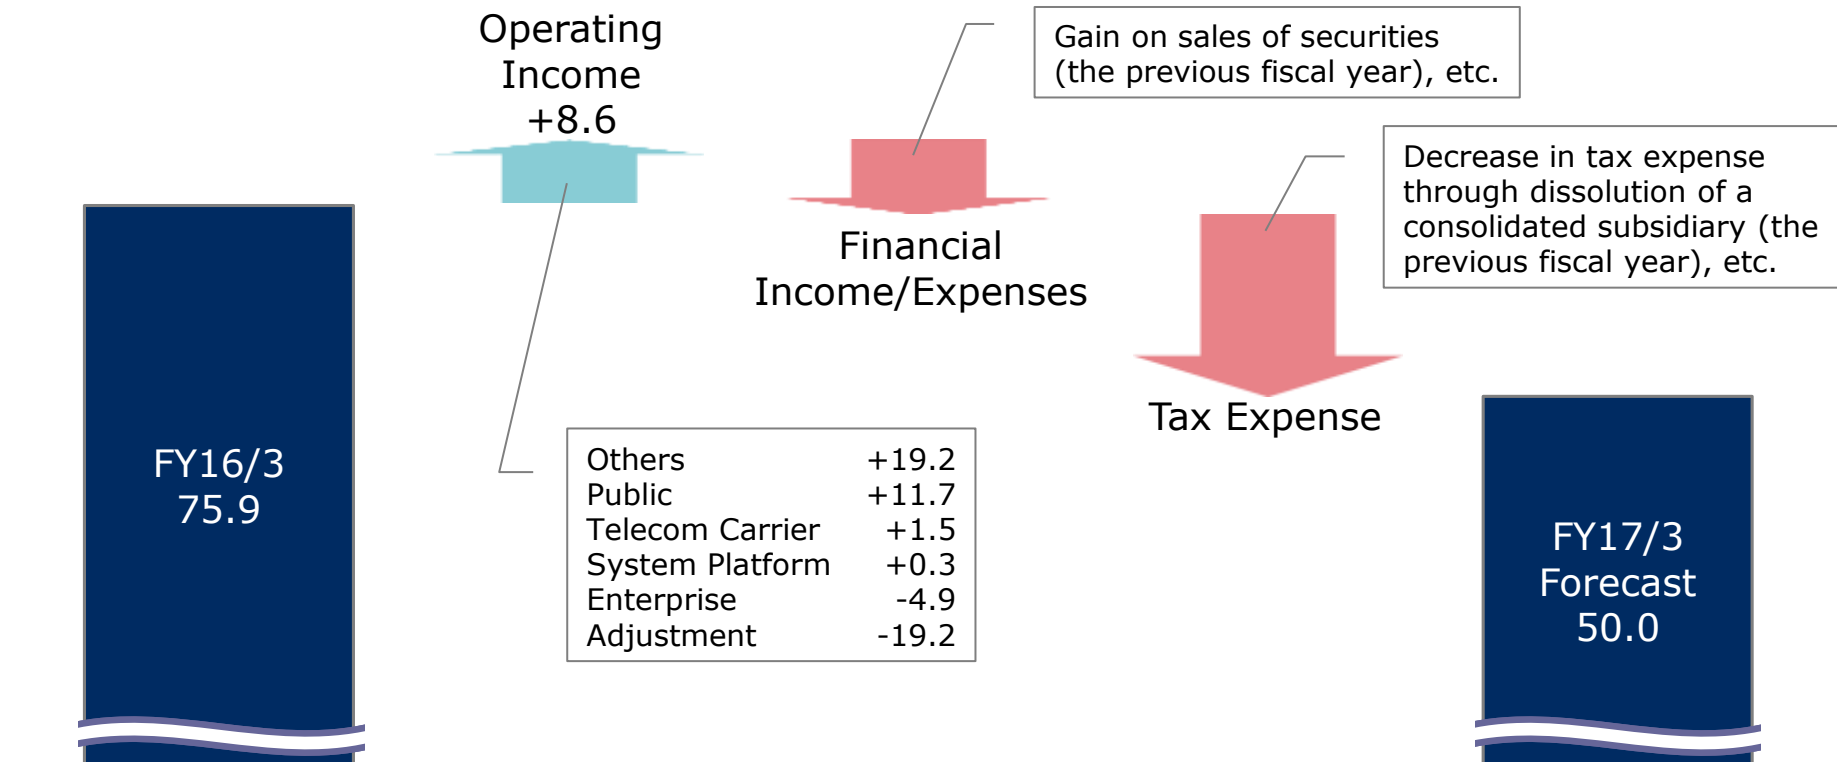 Operating
Income
+8.6
Gain on sales of securities
(the previous fiscal year), etc.
Decrease in tax expense
through dissolution of a
consolidated subsidiary (the
previous fiscal year), etc.
Financial
Income/Expenses
Tax Expense
FY16/3
75.9
Others +19.2
Public +11.7
Telecom Carrier +1.5
System Platform +0.3
Enterprise -4.9
Adjustment -19.2
FY17/3
Forecast
50.0